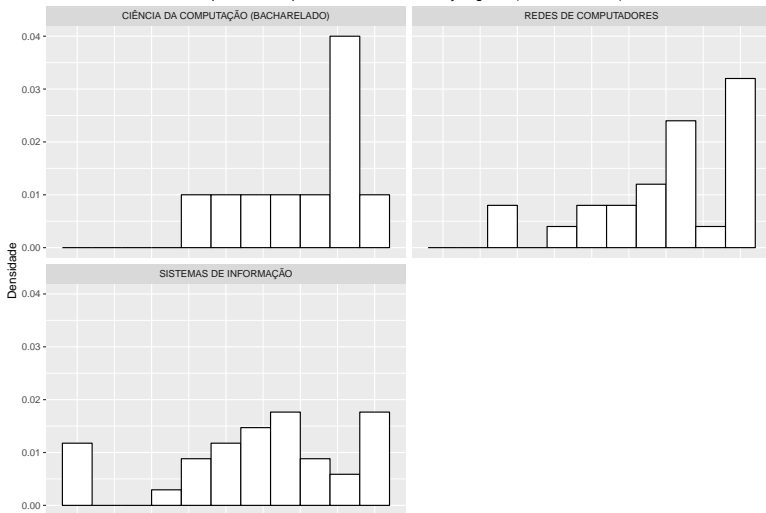 CIÊNCIA DA COMPUTAÇÃO (BACHARELADO)
REDES DE COMPUTADORES
0.04
0.03
0.02
0.01
0.00
Densidade
SISTEMAS DE INFORMAÇÃO
0.04
0.03
0.02
0.01
0.00